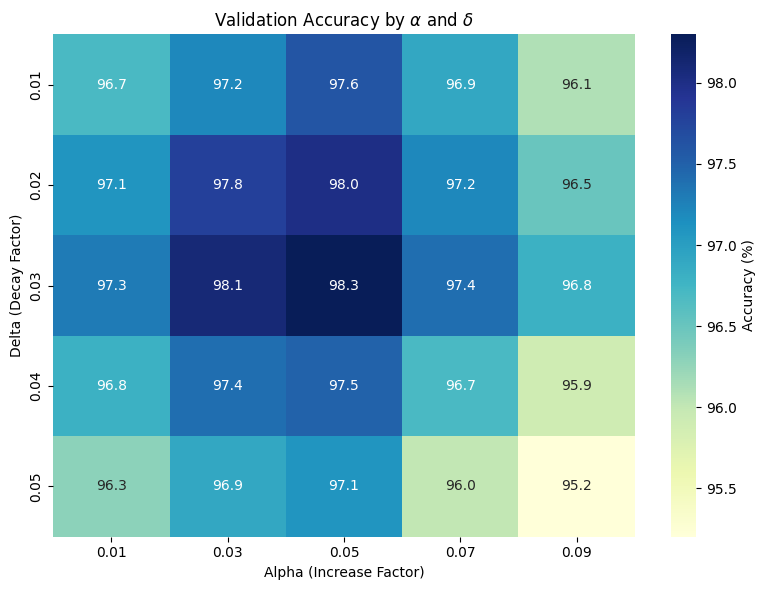 Validation Accuracy by α and δ
0.01 96.7 97.2 97.6 96.9 96.1
0.02 97.1 97.8 98.0 97.2 96.5
0.03 97.3 98.1 98.3 97.4 96.8
0.04 96.8 97.4 97.5 96.7 95.9
0.05 96.3 96.9 97.1 96.0 95.2
Delta (Decay Factor)
0.01 0.03 0.05 0.07 0.09
Alpha (Increase Factor)
98.0
97.5
97.0
96.5
96.0
95.5
Accuracy (%)